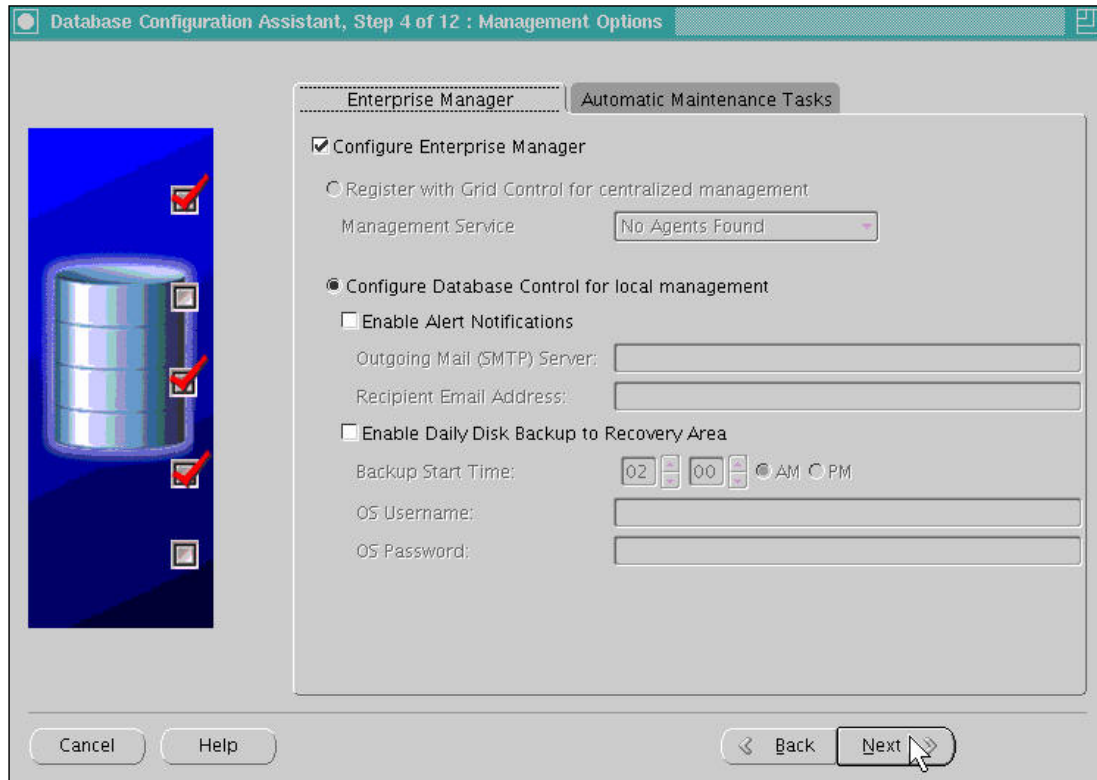 Database Configuration Assistant, Step 4 of 12 : Management Options
Enterprise Manager
Automatic Maintenance Tasks
Configure Enterprise Manager
Register with Grid Control for centralized management
Management Service
No Agents Found
Configure Database Control for local management
Enable Alert Notifications
Outgoing Mail (SMTP) Server:
Recipient Email Address:
Enable Daily Disk Backup to Recovery Area
Backup Start Time:
02 00 AM PM
OS Username:
OS Password:
Cancel
Help
Back
Next